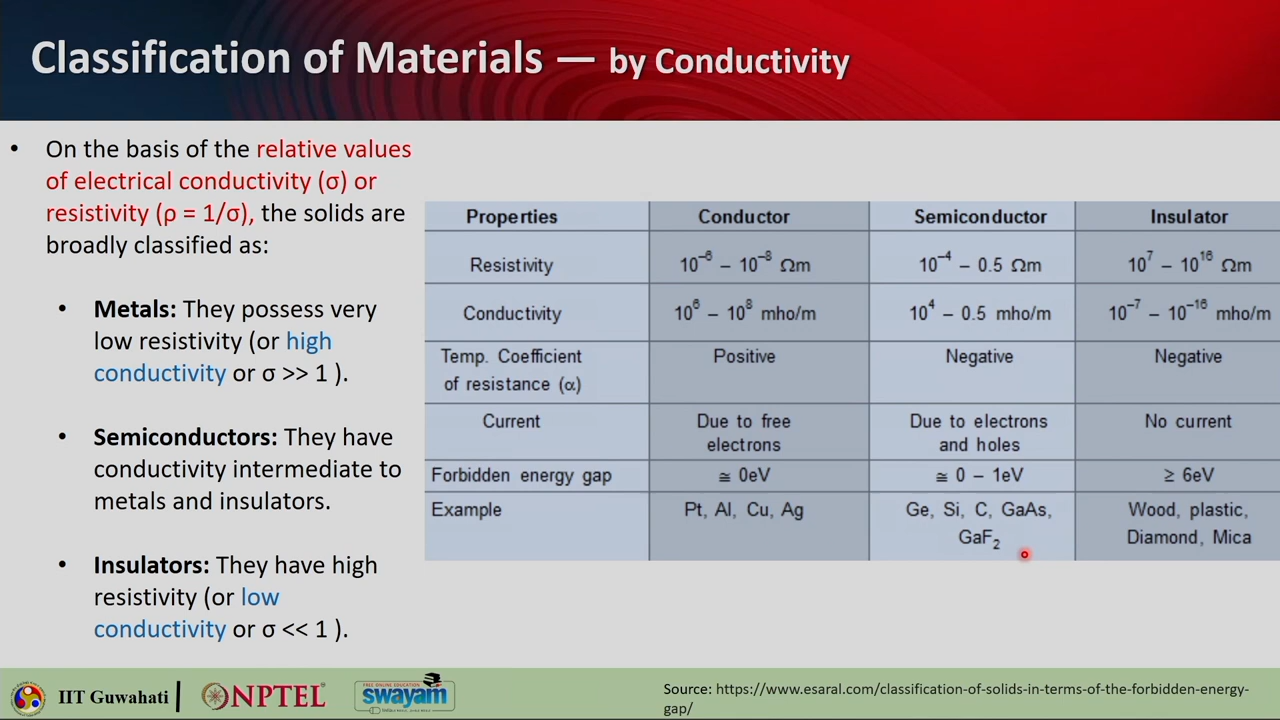 Classification of Materials — by Conductivity
• On the basis of the relative values
of electrical conductivity (σ) or
resistivity (ρ = 1/σ), the solids are
broadly classified as:
• Metals: They possess very
low resistivity (or high
conductivity or σ >> 1 ).
• Semiconductors: They have
conductivity intermediate to
metals and insulators.
• Insulators: They have high
resistivity (or low
conductivity or σ << 1 ).
Properties Conductor Semiconductor Insulator
Resistivity 10⁻⁶ – 10⁻⁸ Ωm 10⁻⁴ – 0.5 Ωm 10⁷ – 10¹⁶ Ωm
Conductivity 10⁶ – 10⁸ mho/m 10⁴ – 0.5 mho/m 10⁻⁷ – 10⁻¹⁶ mho/m
Temp. Coefficient Positive Negative Negative
of resistance (α)
Current Due to free Due to electrons No current
electrons and holes
Forbidden energy gap ≅ 0eV ≅ 0 – 1eV ≥ 6eV
Example Pt, Al, Cu, Ag Ge, Si, C, GaAs, Wood, plastic,
GaF₂ Diamond, Mica
IIT Guwahati
NPTEL
FREE ONLINE EDUCATION
swayam
Source: https://www.esaral.com/classification-of-solids-in-terms-of-the-forbidden-energy-
gap/